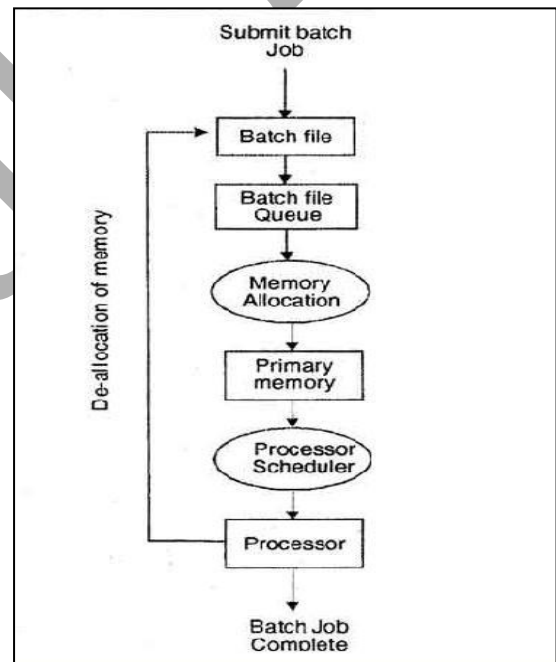 Submit batch
Job
Batch file
Batch file
Queue
Memory
Allocation
Primary
memory
Processor
Scheduler
Processor
Batch Job
Complete
De-allocation of memory